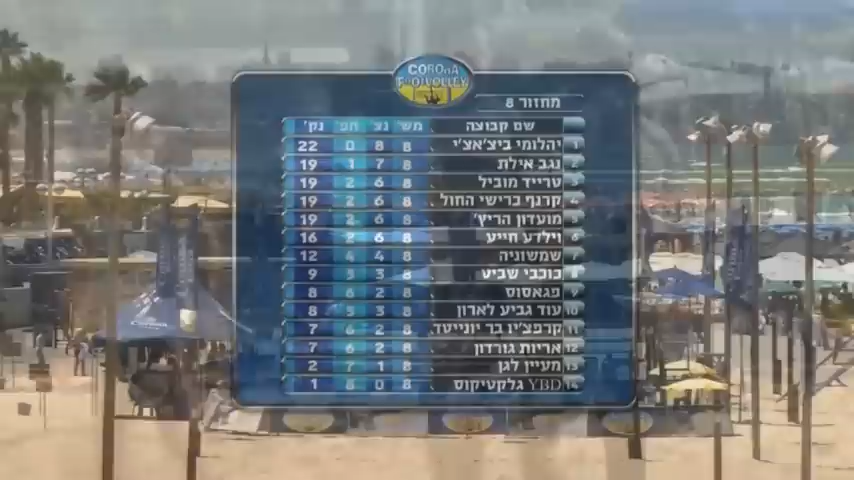 CORONA
FOOTVOLLEY
מחזור 8
שם קבוצה מש' נצ' הפ' נק'
1 יהלומי ביצ'אצ'י 8 8 0 22
2 נגב אילת 8 7 1 19
3 טרייד מוביל 8 6 2 19
4 קרנף כרישי החול 8 6 2 19
5 מועדון הריץ' 8 6 2 19
6 וילדע חייע 8 6 2 16
7 שמשוניה 8 4 4 12
8 כוכבי שביט 8 3 5 9
9 פגאסוס 8 2 6 8
10 עוד גביע לארון 8 3 5 8
11 קרפצ'יו בר יונייטד 8 2 6 7
12 אריות גורדון 8 2 6 7
13 מעיין לגן 8 1 7 2
14 YBD גלקטיקוס 8 0 8 1